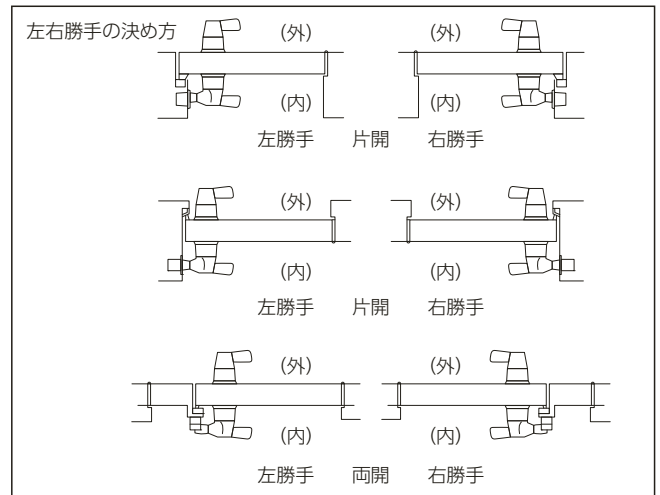 左右勝手の決め方
(外) (外)
(内) (内)
左勝手 片開 右勝手
(外) (外)
(内) (内)
左勝手 片開 右勝手
(外) (外)
(内) (内)
左勝手 両開 右勝手